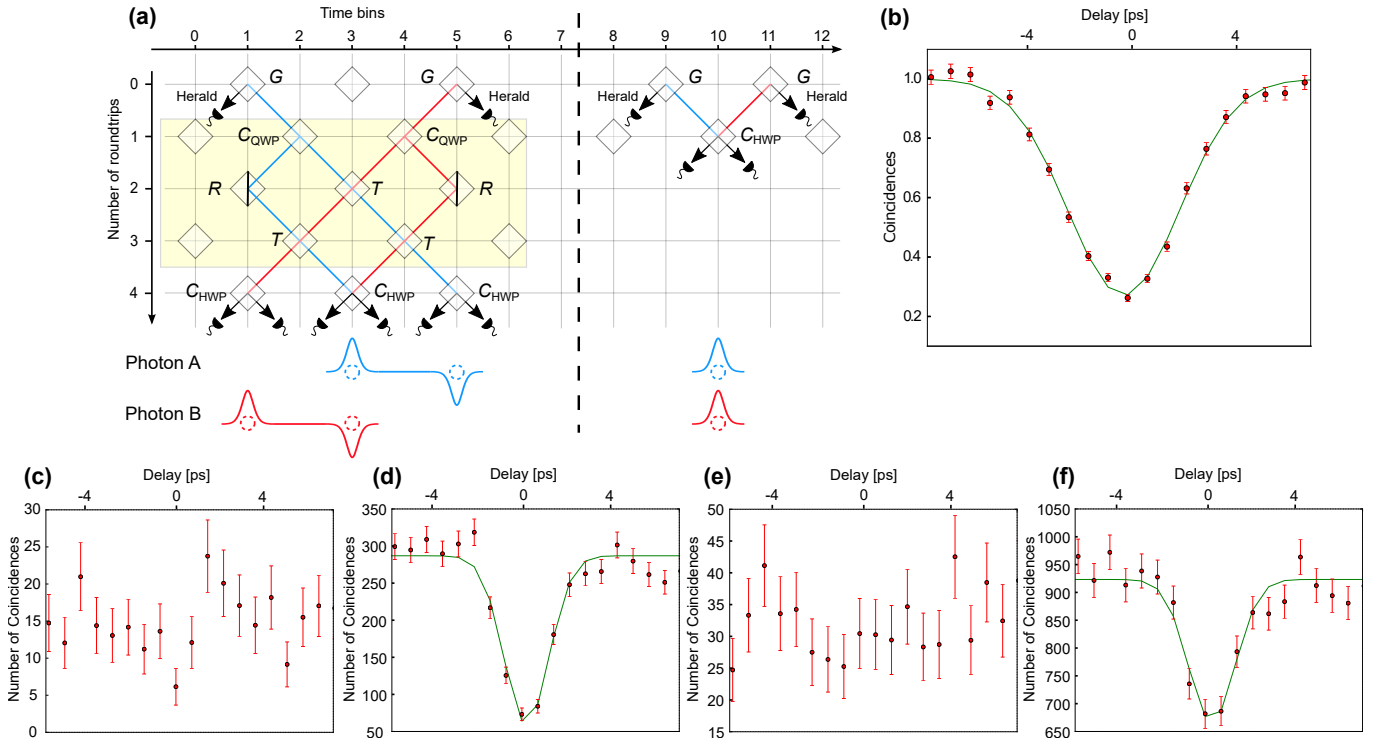 (a)
Time bins
0 1 2 3 4 5 6 7 8 9 10 11 12
Number of roundtrips
0 1 2 3 4
G G G G
Herald Herald Herald Herald
C_QWP C_QWP C_HWP
R T R
T T
C_HWP C_HWP C_HWP
Photon A
Photon B
(b)
Delay [ps]
-4 0 4
Coincidences
1.0
0.8
0.6
0.4
0.2
(c)
Delay [ps]
-4 0 4
Number of Coincidences
30
25
20
15
10
5
0
(d)
Delay [ps]
-4 0 4
Number of Coincidences
350
300
250
200
150
100
50
(e)
Delay [ps]
-4 0 4
Number of Coincidences
50
45
40
35
30
25
20
15
(f)
Delay [ps]
-4 0 4
Number of Coincidences
1050
1000
950
900
850
800
750
700
650